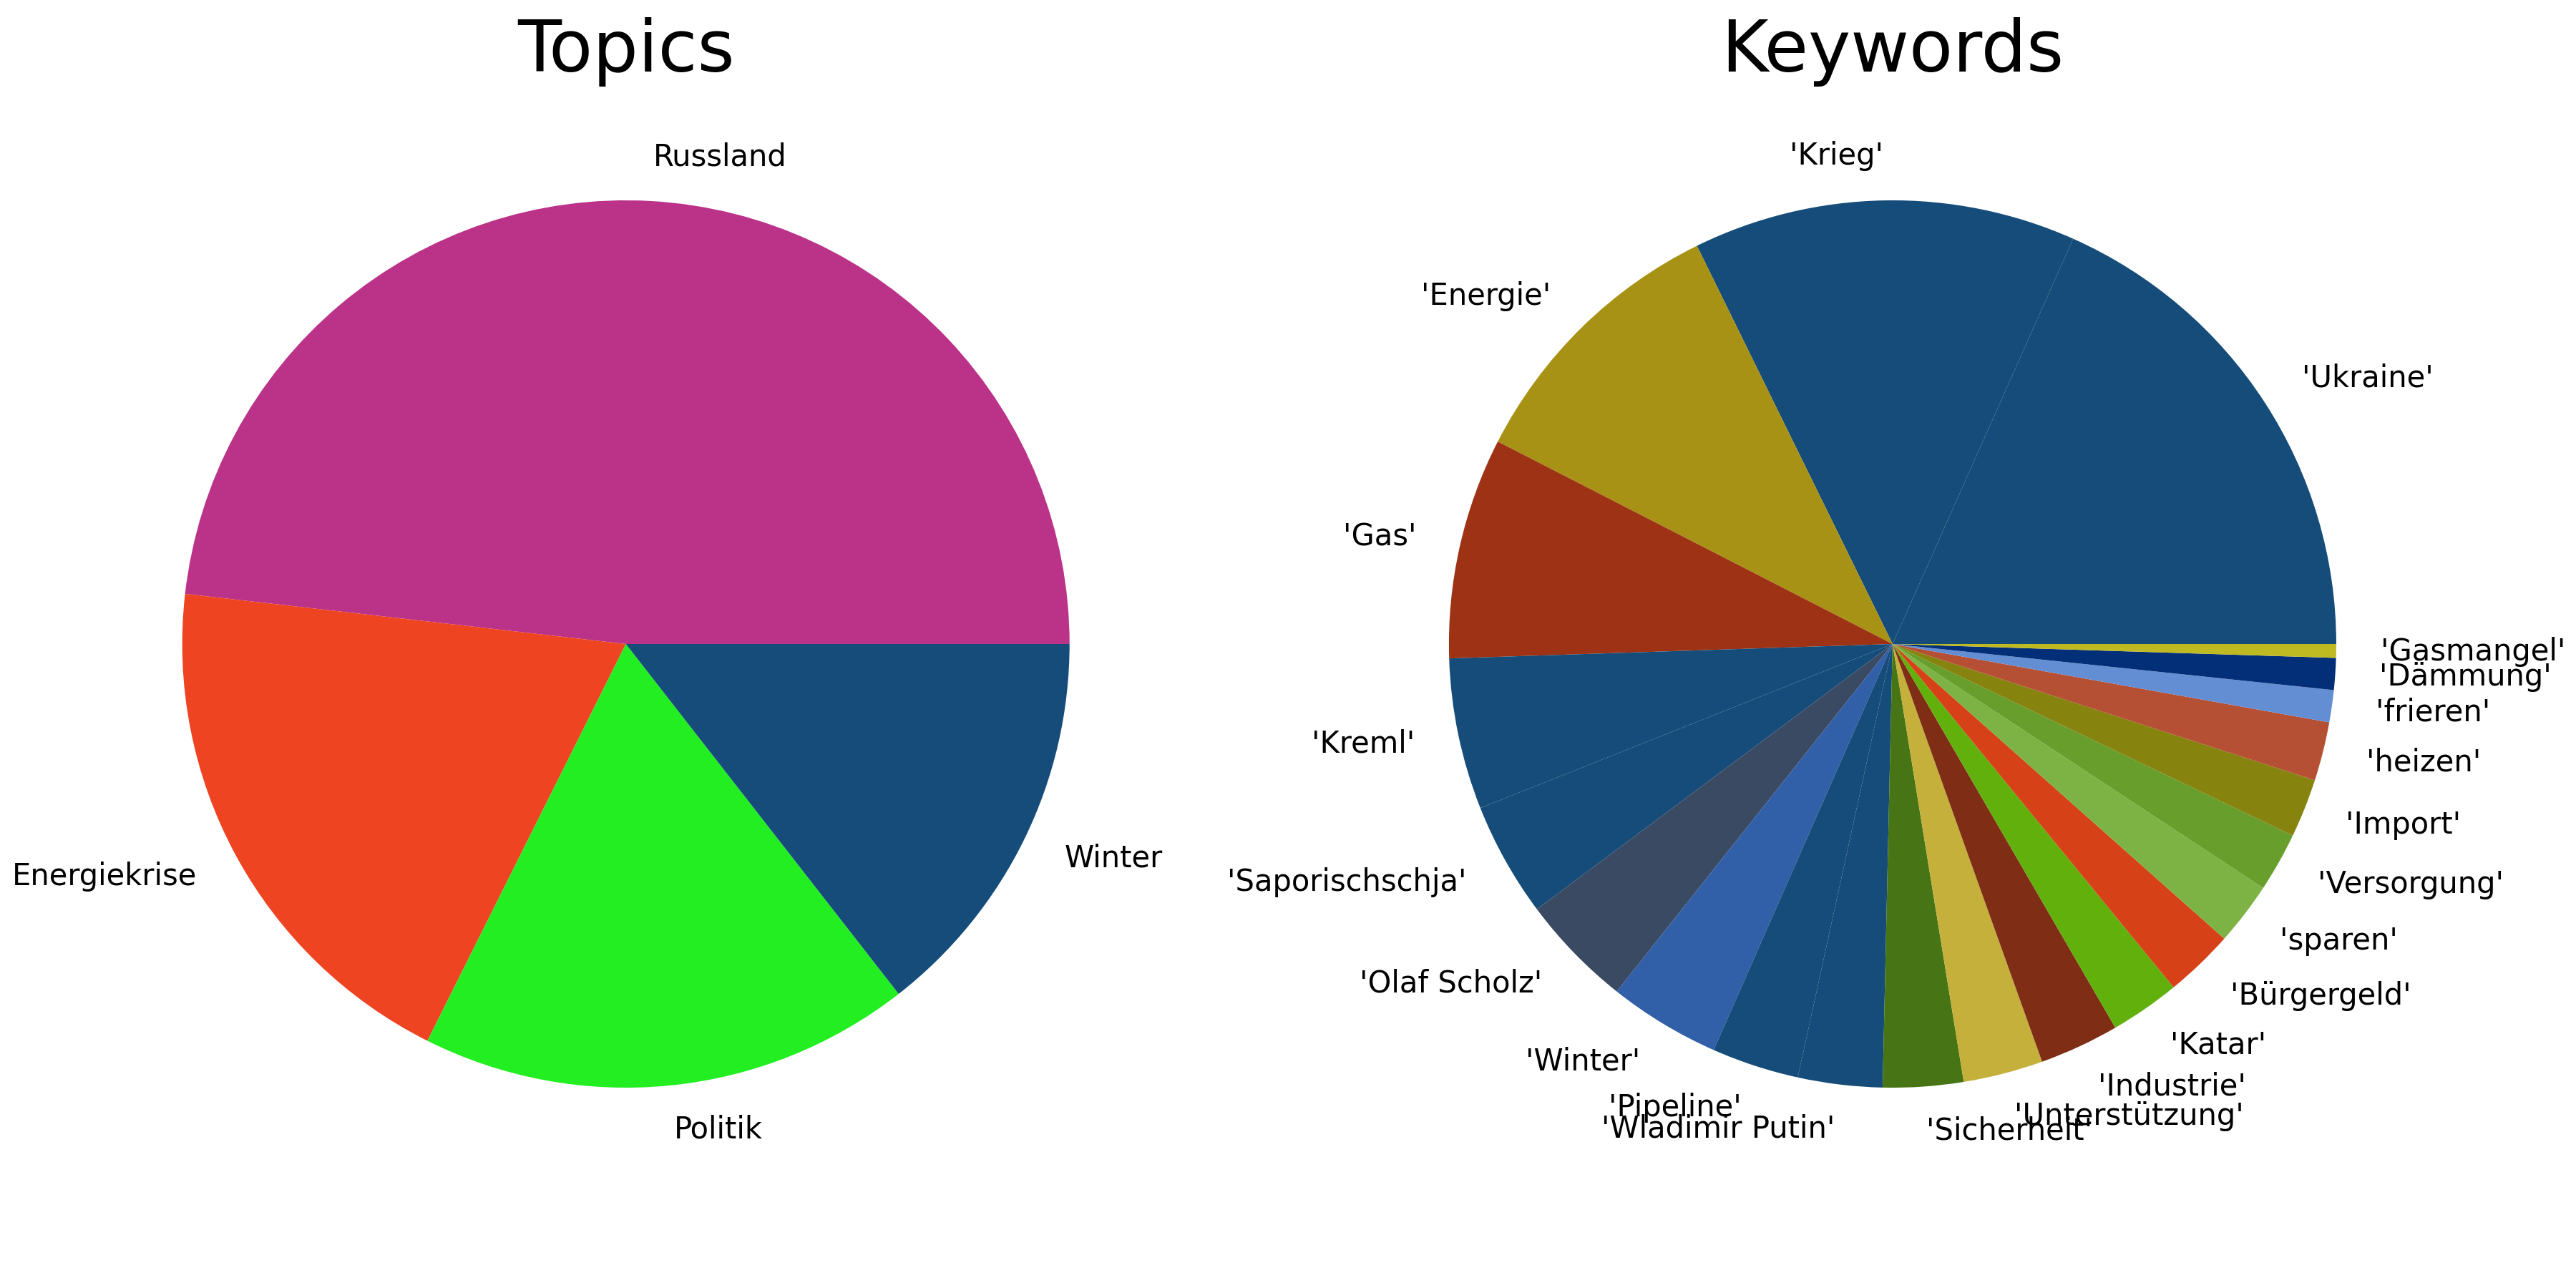 Topics
Russland
Energiekrise
Politik
Winter
Keywords
'Ukraine'
'Krieg'
'Energie'
'Gas'
'Kreml'
'Saporischschja'
'Olaf Scholz'
'Winter'
'Pipeline'
'Wladimir Putin'
'Sicherheit'
'Unterstützung'
'Industrie'
'Katar'
'Bürgergeld'
'sparen'
'Versorgung'
'Import'
'heizen'
'frieren'
'Dämmung'
'Gasmangel'